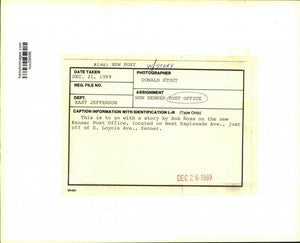 slug: NEW POST w/STORY
DATE TAKEN
DEC. 21, 1989
PHOTOGRAPHER
DONALD STOUT
NEG. FILE NO.
ASSIGNMENT
NEW KENNER POST OFFICE
DEPT.
EAST JEFFERSON
CAPTION INFORMATION WITH IDENTIFICATION L-R (Type Only)
This is to go with a story by Bob Ross on the new
Kenner Post Office, located on West Esplanade Ave., just
off of E. Loyola Ave., Kenner.
DEC 26 1989